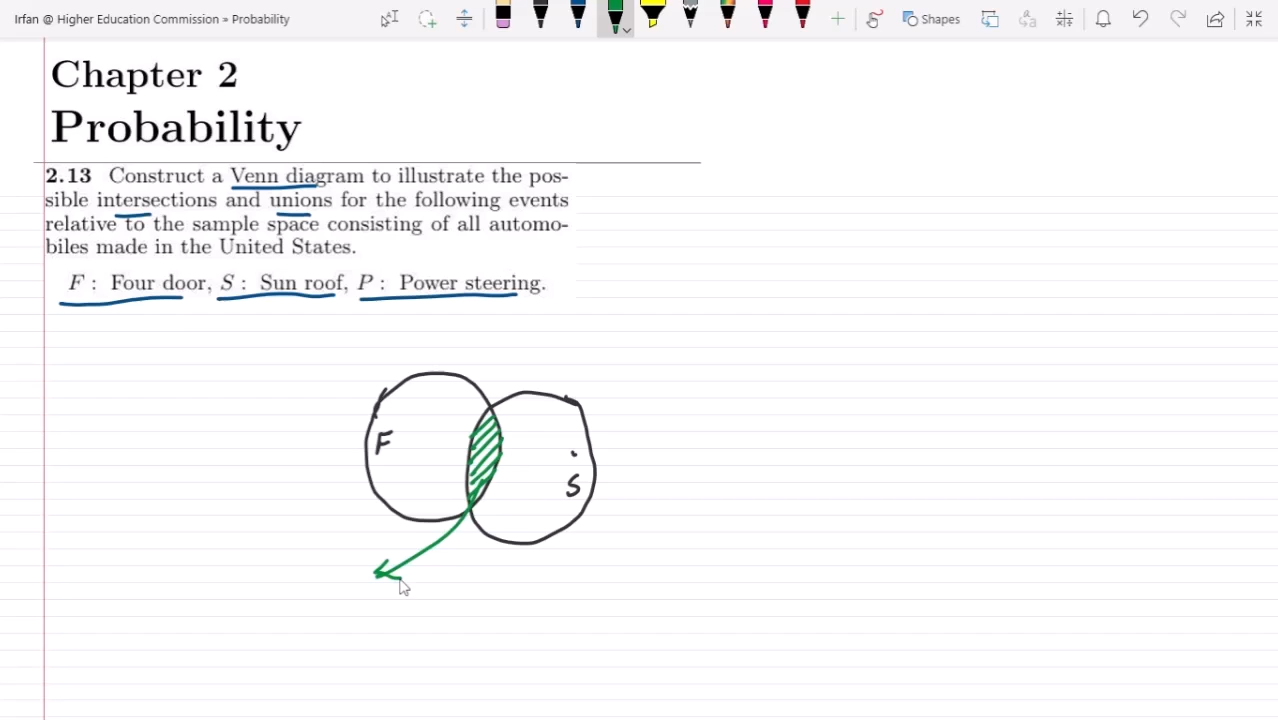 Irfan @ Higher Education Commission » Probability
Shapes
Chapter 2
Probability
2.13 Construct a Venn diagram to illustrate the pos-
sible intersections and unions for the following events
relative to the sample space consisting of all automo-
biles made in the United States.
F : Four door, S : Sun roof, P : Power steering.
F
S